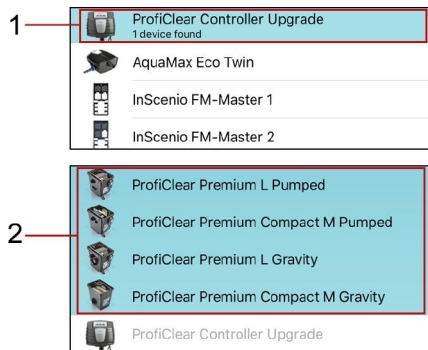 1
ProfiClear Controller Upgrade
1 device found
AquaMax Eco Twin
InScenio FM-Master 1
InScenio FM-Master 2
2
ProfiClear Premium L Pumped
ProfiClear Premium Compact M Pumped
ProfiClear Premium L Gravity
ProfiClear Premium Compact M Gravity
ProfiClear Controller Upgrade